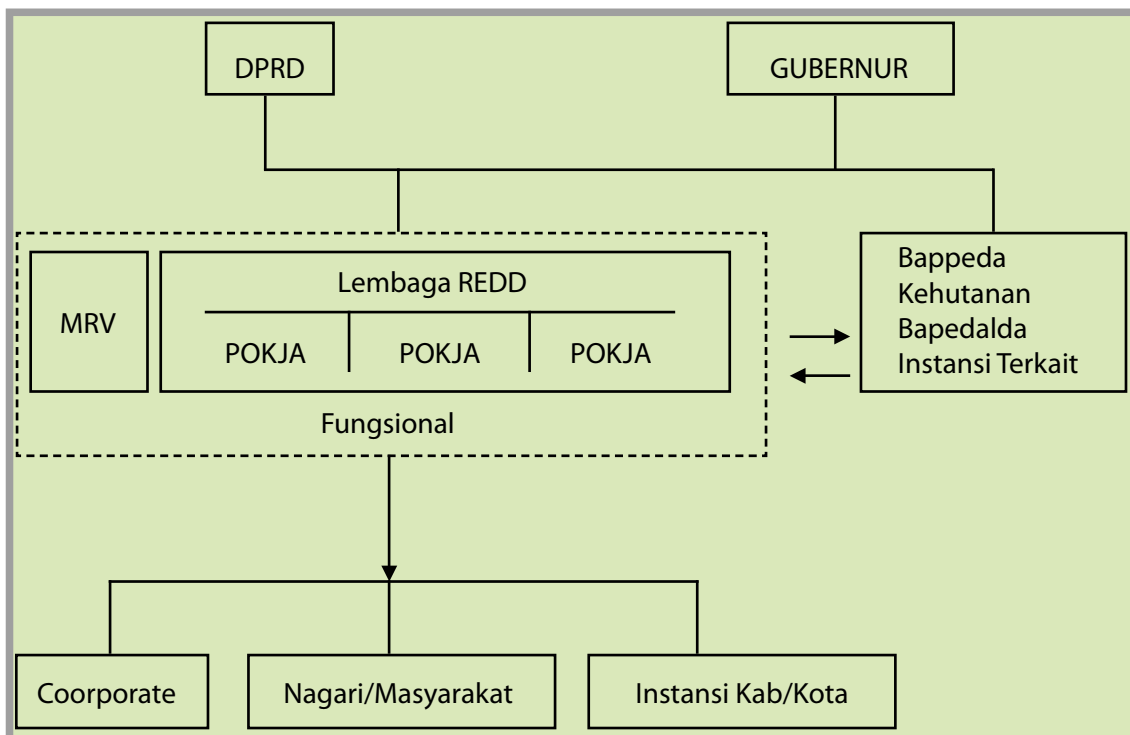 DPRD
GUBERNUR
MRV
Lembaga REDD
POKJA
POKJA
POKJA
Fungsional
Bappeda
Kehutanan
Bapedalda
Instansi Terkait
Coorporate
Nagari/Masyarakat
Instansi Kab/Kota